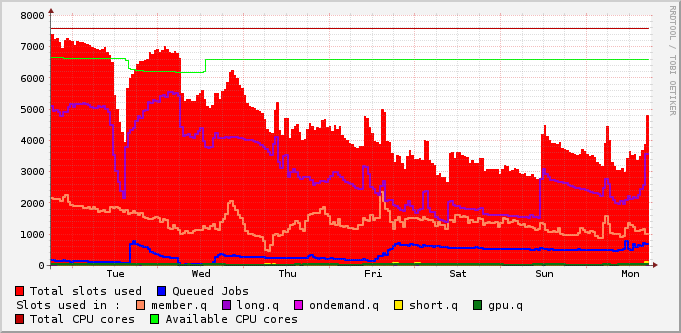 RRDTOOL / TOBI OETIKER
8000
7000
6000
5000
4000
3000
2000
1000
0
Tue Wed Thu Fri Sat Sun Mon
Total slots used Queued Jobs
Slots used in : member.q long.q ondemand.q short.q gpu.q
Total CPU cores Available CPU cores